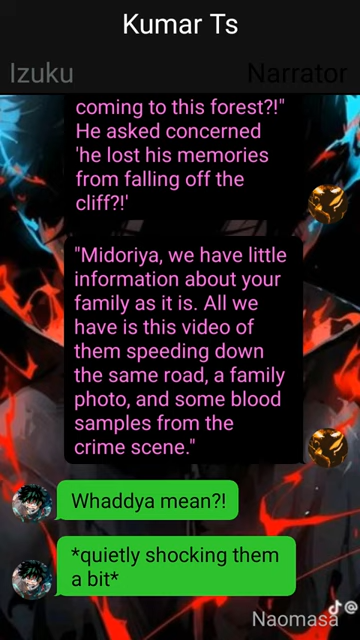 Kumar Ts
Izuku
Narrator
coming to this forest?!"
He asked concerned
'he lost his memories
from falling off the
cliff?!'
"Midoriya, we have little
information about your
family as it is. All we
have is this video of
them speeding down
the same road, a family
photo, and some blood
samples from the
crime scene."
Whaddya mean?!
*quietly shocking them
a bit*
@
Naomasa